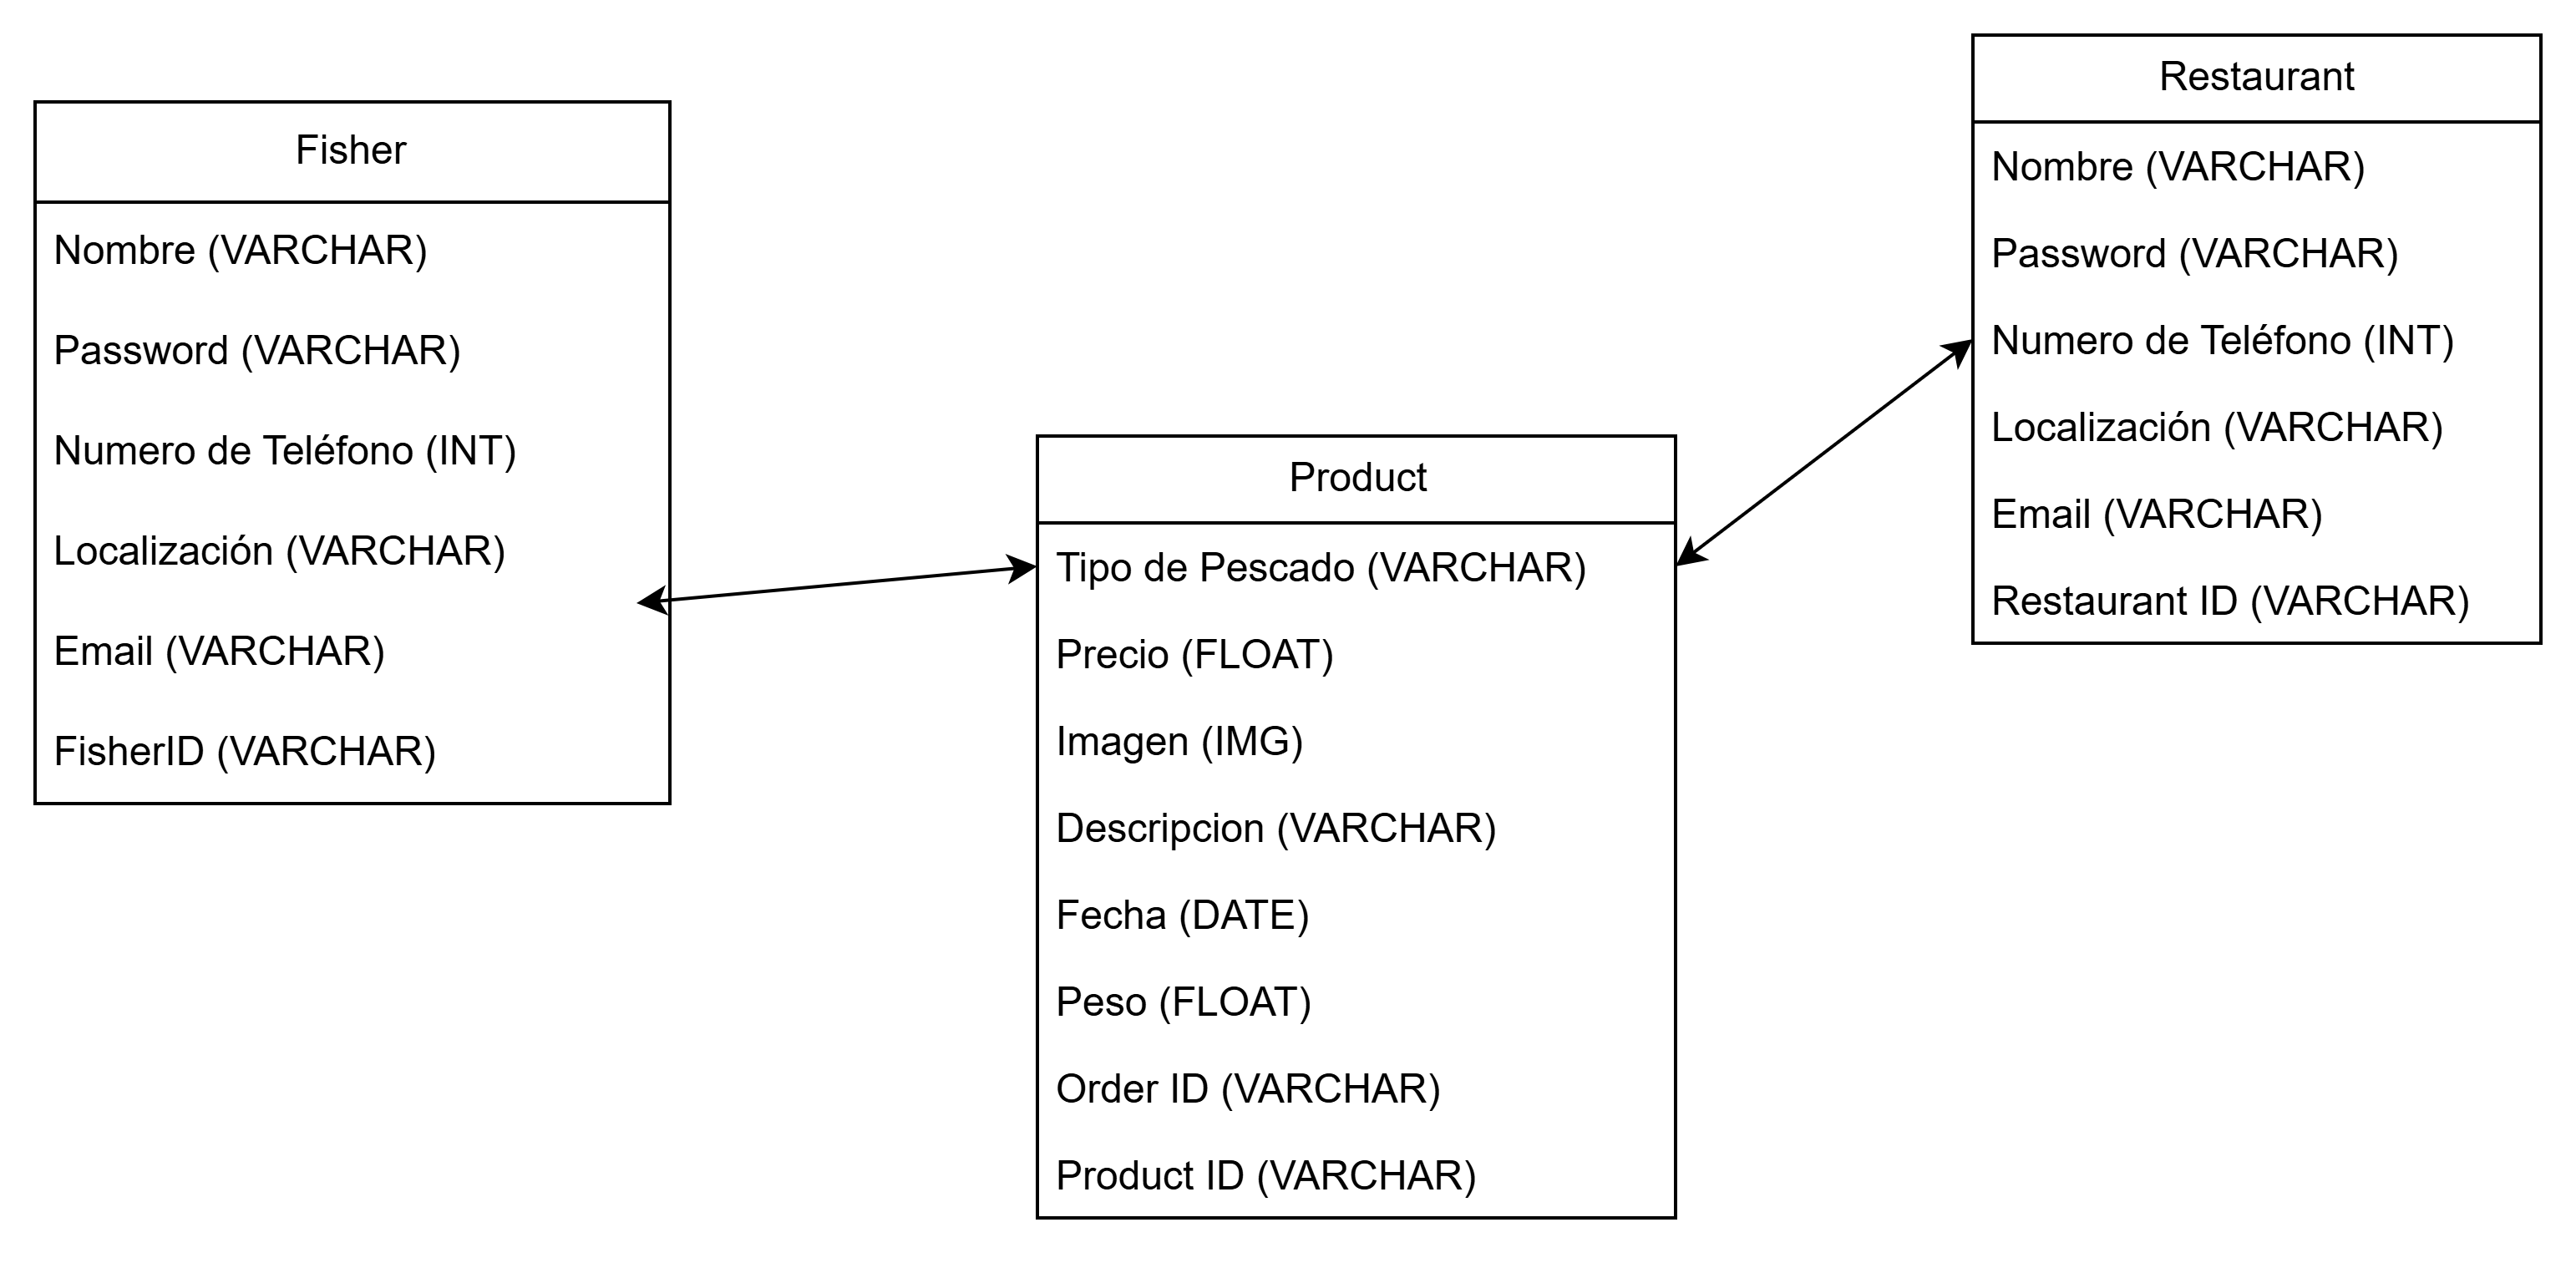 Fisher
Nombre (VARCHAR)
Password (VARCHAR)
Numero de Teléfono (INT)
Localización (VARCHAR)
Email (VARCHAR)
FisherID (VARCHAR)
Product
Tipo de Pescado (VARCHAR)
Precio (FLOAT)
Imagen (IMG)
Descripcion (VARCHAR)
Fecha (DATE)
Peso (FLOAT)
Order ID (VARCHAR)
Product ID (VARCHAR)
Restaurant
Nombre (VARCHAR)
Password (VARCHAR)
Numero de Teléfono (INT)
Localización (VARCHAR)
Email (VARCHAR)
Restaurant ID (VARCHAR)